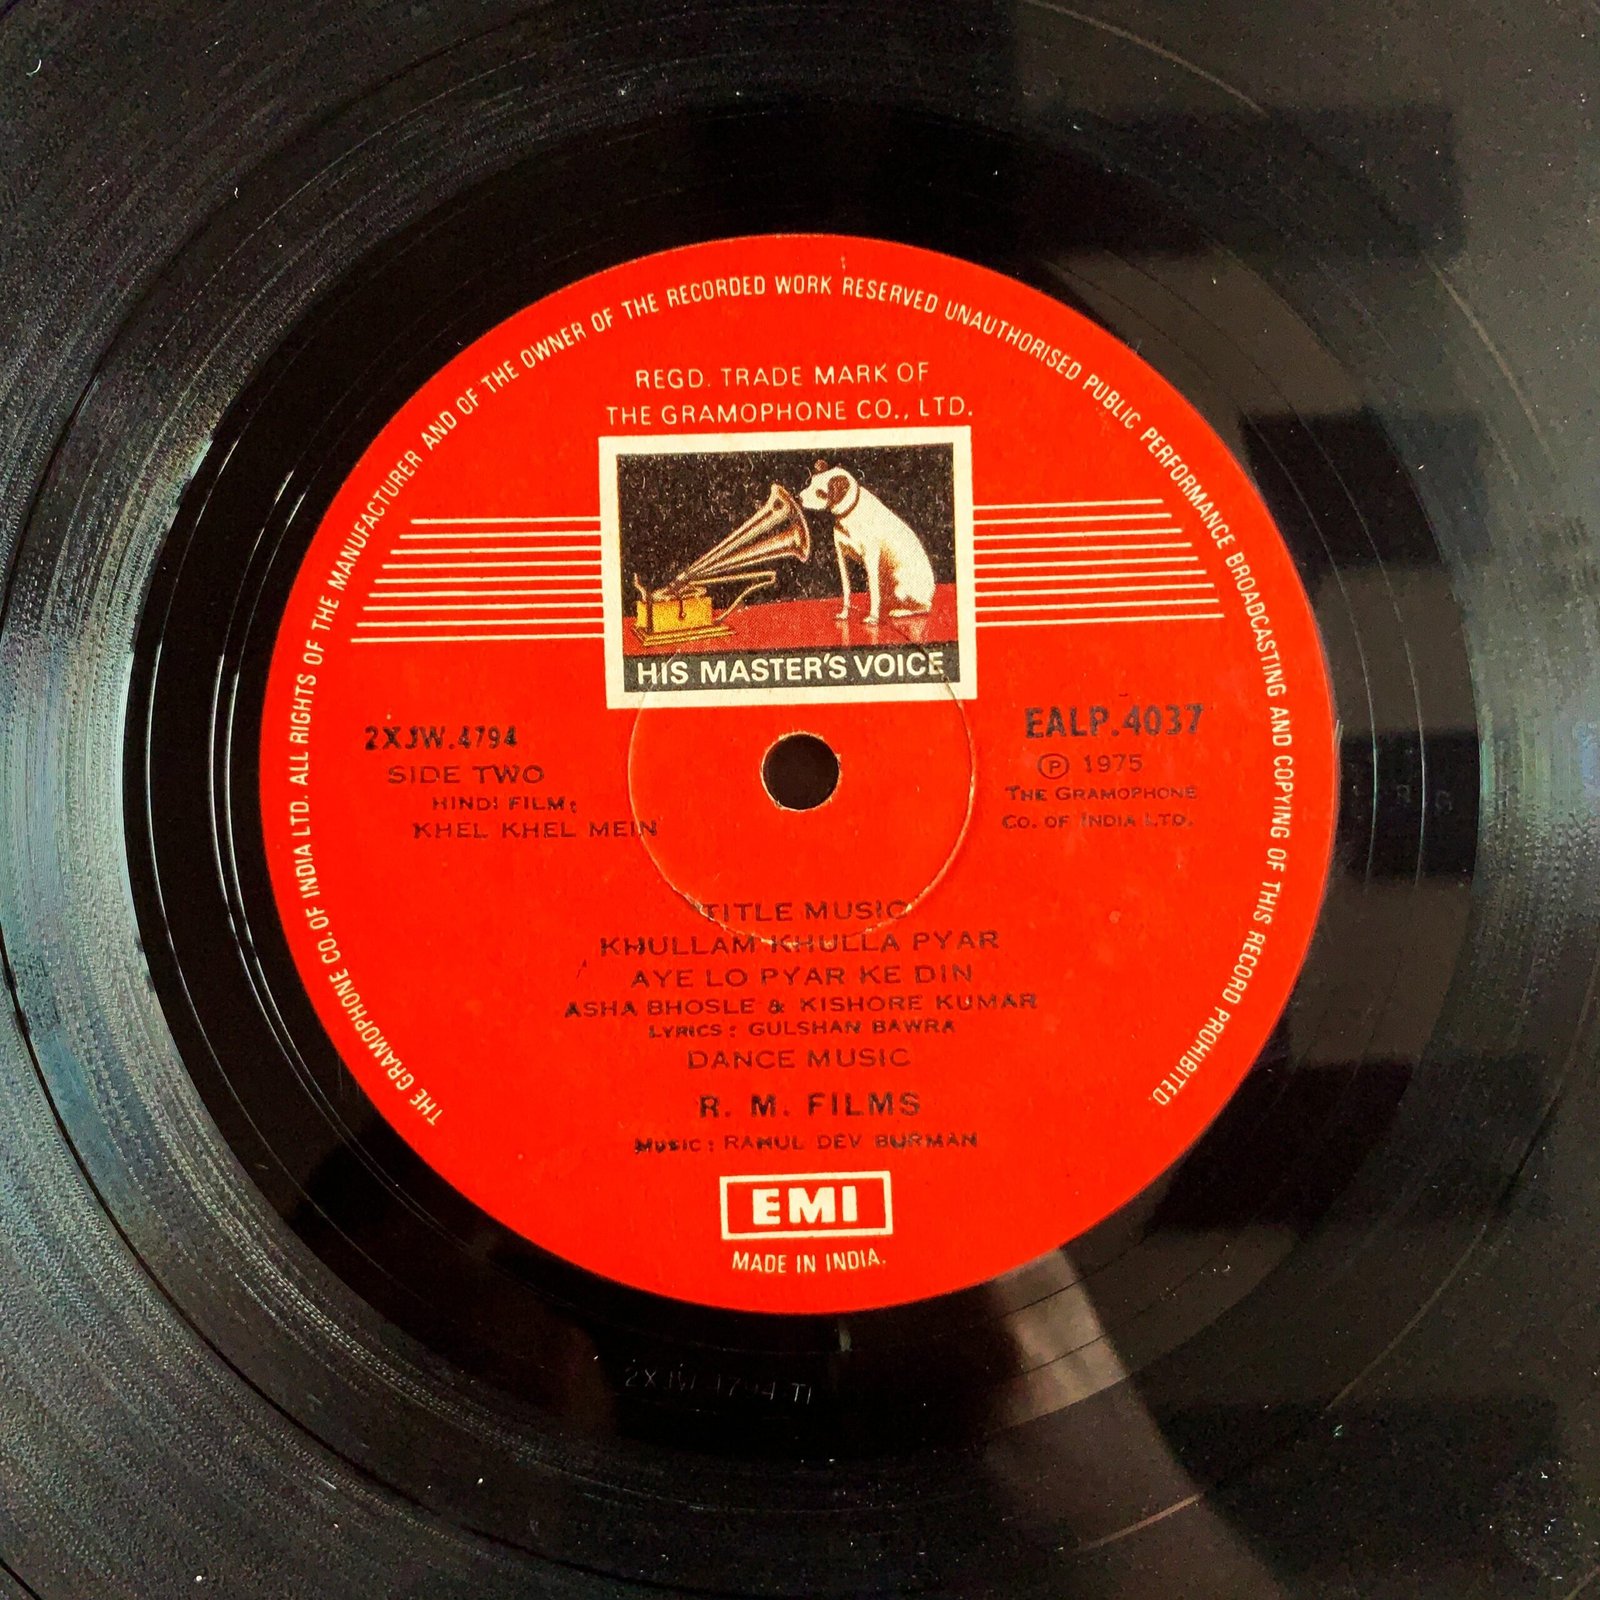 THE GRAMOPHONE CO. OF INDIA LTD. ALL RIGHTS OF THE MANUFACTURER AND OF THE OWNER OF THE RECORDED WORK RESERVED UNAUTHORISED PUBLIC PERFORMANCE BROADCASTING AND COPYING OF THIS RECORD PROHIBITED.
REGD. TRADE MARK OF
THE GRAMOPHONE CO., LTD.
HIS MASTER'S VOICE
2XJW.4794
SIDE TWO
HINDI FILM:
KHEL KHEL MEIN
EALP.4037
℗ 1975
THE GRAMOPHONE
CO. OF INDIA LTD.
TITLE MUSIC
KHULLAM KHULLA PYAR
AYE LO PYAR KE DIN
ASHA BHOSLE & KISHORE KUMAR
LYRICS : GULSHAN BAWRA
DANCE MUSIC
R. M. FILMS
MUSIC : RAHUL DEV BURMAN
EMI
MADE IN INDIA.
2XJW 4794 T1